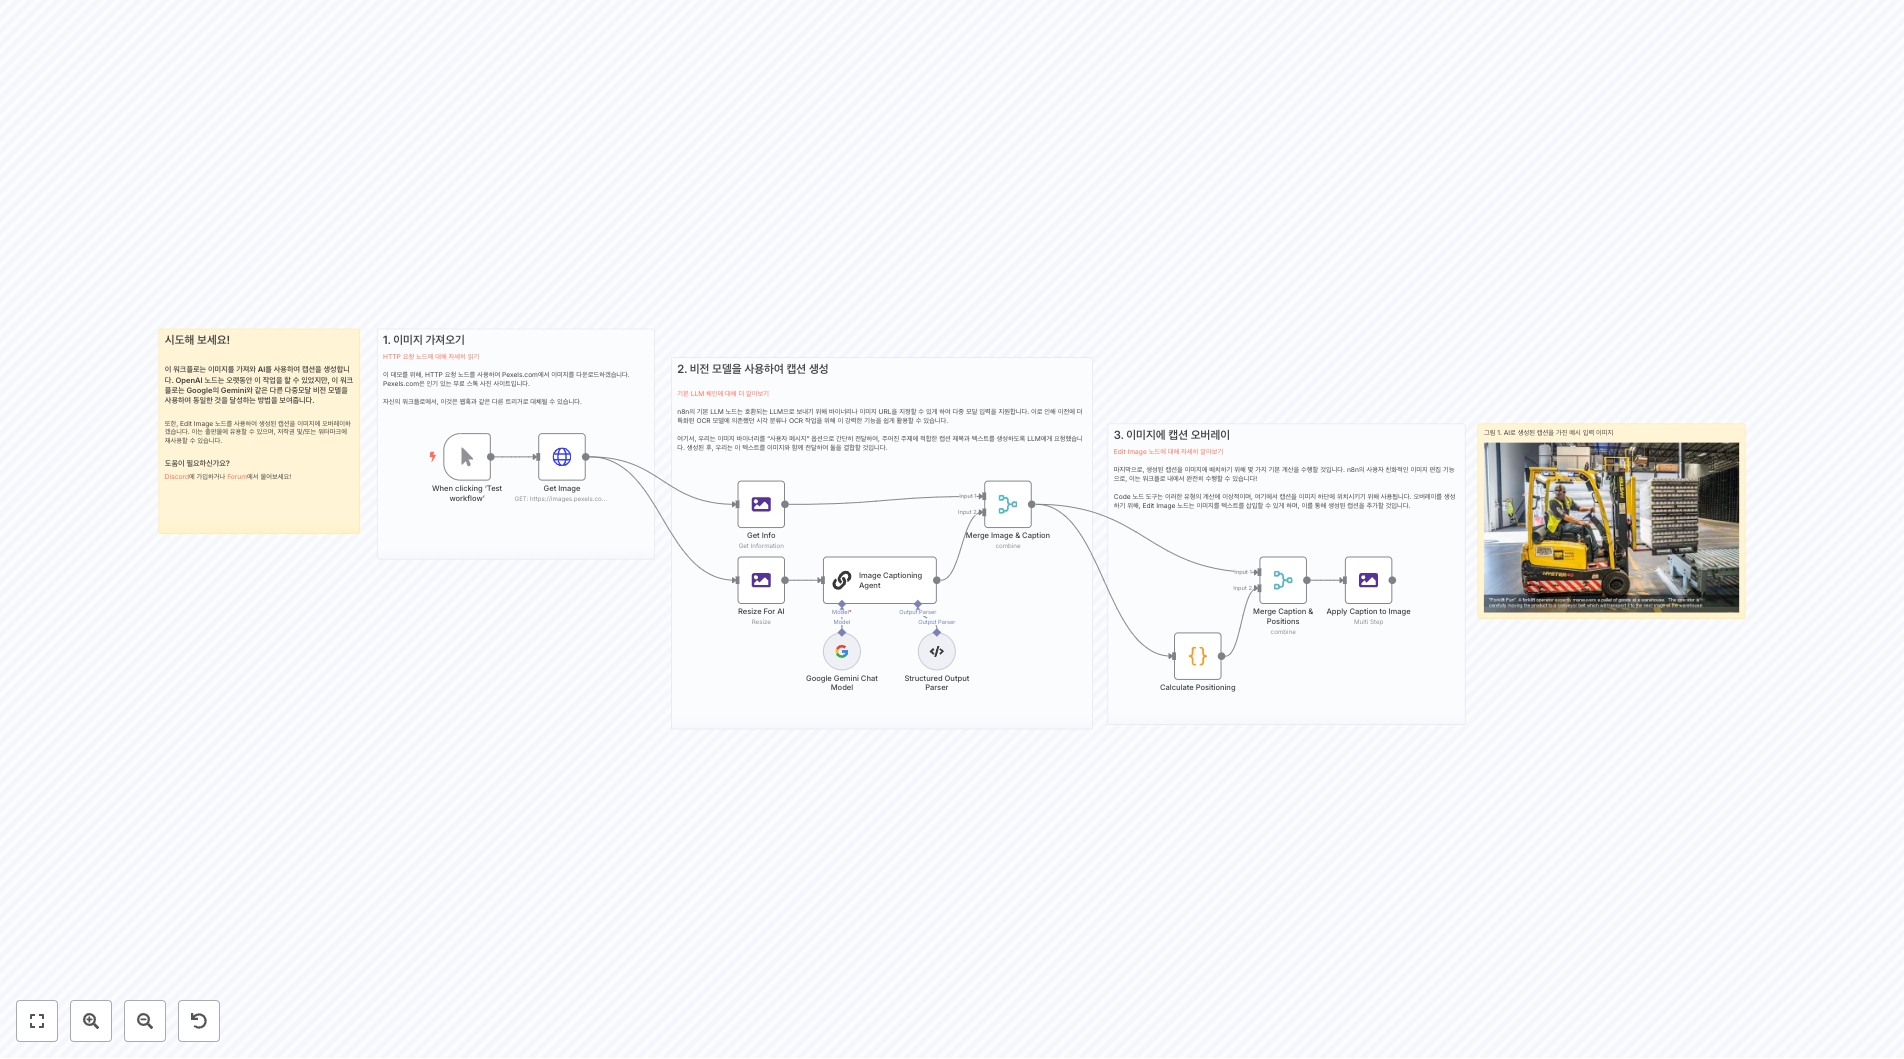 시도해 보세요!
이 워크플로는 이미지를 가져와 AI를 사용하여 캡션을 생성합니
다. OpenAI 노드는 오랫동안 이 작업을 할 수 있었지만, 이 워크
플로는 Google의 Gemini와 같은 다른 다중모달 비전 모델을
사용하여 동일한 것을 달성하는 방법을 보여줍니다.
또한, Edit Image 노드를 사용하여 생성된 캡션을 이미지에 오버레이하
겠습니다. 이는 출판물에 유용할 수 있으며, 저작권 및/또는 워터마크에
재사용할 수 있습니다.
도움이 필요하신가요?
Discord에 가입하거나 Forum에서 물어보세요!
1. 이미지 가져오기
HTTP 요청 노드에 대해 자세히 읽기
이 데모를 위해, HTTP 요청 노드를 사용하여 Pexels.com에서 이미지를 다운로드하겠습니다.
Pexels.com은 인기 있는 무료 스톡 사진 사이트입니다.
자신의 워크플로에서, 이것은 웹훅과 같은 다른 트리거로 대체될 수 있습니다.
When clicking 'Test
workflow'
Get Image
GET: https://images.pexels.co...
2. 비전 모델을 사용하여 캡션 생성
기본 LLM 체인에 대해 더 알아보기
n8n의 기본 LLM 노드는 호환되는 LLM으로 보내기 위해 바이너리나 이미지 URL을 지정할 수 있게 하여 다중 모달 입력을 지원합니다. 이로 인해 이전에 더
특화된 OCR 모델에 의존했던 시각 분류나 OCR 작업을 위해 이 강력한 기능을 쉽게 활용할 수 있습니다.
여기서, 우리는 이미지 바이너리를 "사용자 메시지" 옵션으로 간단히 전달하여, 주어진 주제에 적합한 캡션 제목과 텍스트를 생성하도록 LLM에게 요청했습니
다. 생성된 후, 우리는 이 텍스트를 이미지와 함께 전달하여 둘을 결합할 것입니다.
Get Info
Get Information
Input 1
Input 2
Merge Image & Caption
combine
Resize For AI
Resize
Image Captioning
Agent
Model*
Output Parser
Model
Output Parser
Google Gemini Chat
Model
Structured Output
Parser
3. 이미지에 캡션 오버레이
Edit Image 노드에 대해 자세히 알아보기
마지막으로, 생성된 캡션을 이미지에 배치하기 위해 몇 가지 기본 계산을 수행할 것입니다. n8n의 사용자 친화적인 이미지 편집 기능
으로, 이는 워크플로 내에서 완전히 수행할 수 있습니다!
Code 노드 도구는 이러한 유형의 계산에 이상적이며, 여기에서 캡션을 이미지 하단에 위치시키기 위해 사용됩니다. 오버레이를 생성
하기 위해, Edit Image 노드는 이미지를 텍스트를 삽입할 수 있게 하며, 이를 통해 생성된 캡션을 추가할 것입니다.
Input 1
Input 2
Merge Caption &
Positions
combine
Apply Caption to Image
Multi Step
Calculate Positioning
그림 1. AI로 생성된 캡션을 가진 예시 입력 이미지
HYSTER
"Forklift Fun". A forklift operator expertly maneuvers a pallet of goods at a warehouse. The operator is
carefully moving the product to a conveyor belt which will transport it to the next stage of the warehouse